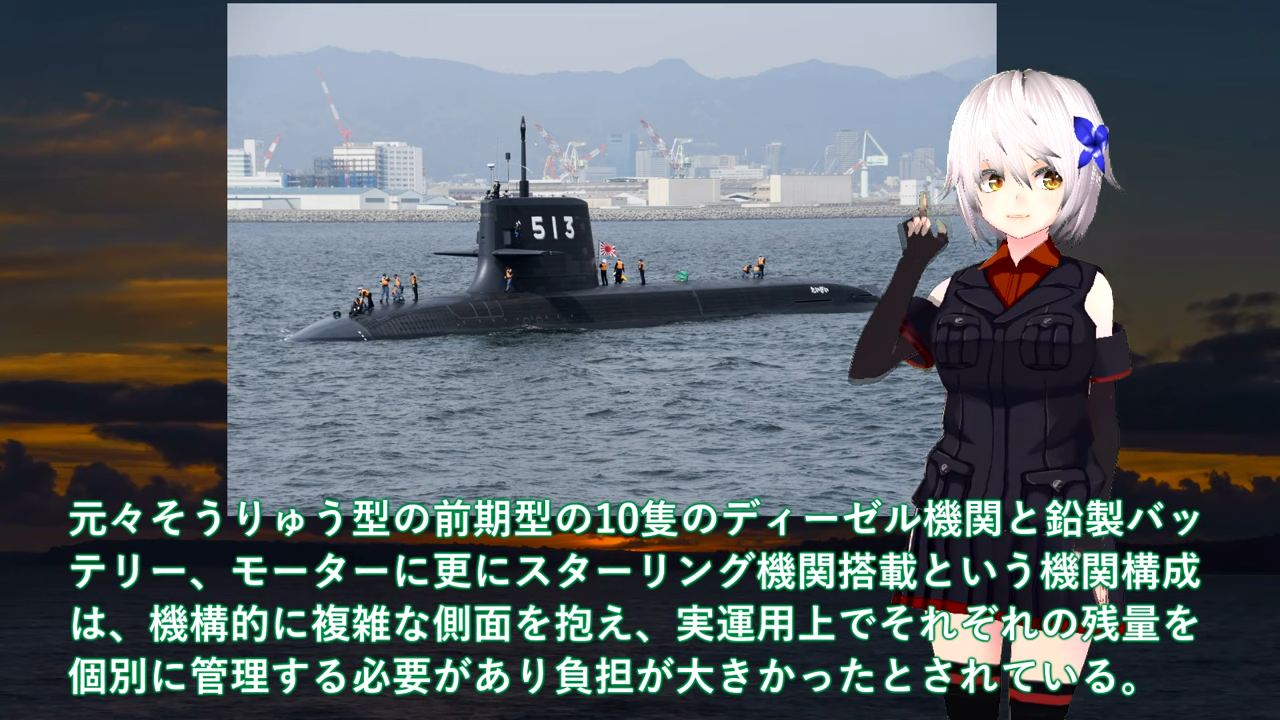 513
元々そうりゅう型の前期型の10隻のディーゼル機関と鉛製バッ
テリー、モーターに更にスターリング機関搭載という機関構成
は、機構的に複雑な側面を抱え、実運用上でそれぞれの残量を
個別に管理する必要があり負担が大きかったとされている。